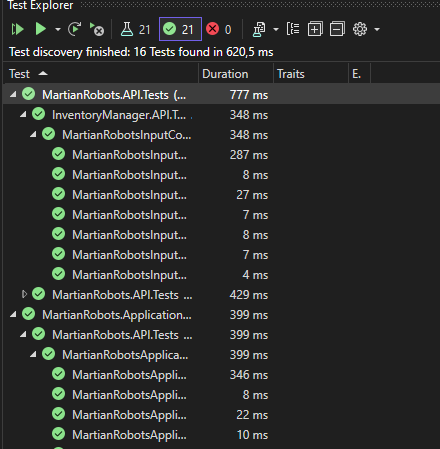 Test Explorer
21 21 0
Test discovery finished: 16 Tests found in 620,5 ms
Test Duration Traits E.
MartianRobots.API.Tests (... 777 ms
InventoryManager.API.T... 348 ms
MartianRobotsInputCo... 348 ms
MartianRobotsInput... 287 ms
MartianRobotsInput... 8 ms
MartianRobotsInput... 27 ms
MartianRobotsInput... 7 ms
MartianRobotsInput... 8 ms
MartianRobotsInput... 7 ms
MartianRobotsInput... 4 ms
MartianRobots.API.Tests ... 429 ms
MartianRobots.Application... 399 ms
MartianRobots.API.Tests ... 399 ms
MartianRobotsApplica... 399 ms
MartianRobotsAppli... 346 ms
MartianRobotsAppli... 8 ms
MartianRobotsAppli... 22 ms
MartianRobotsAppli... 10 ms